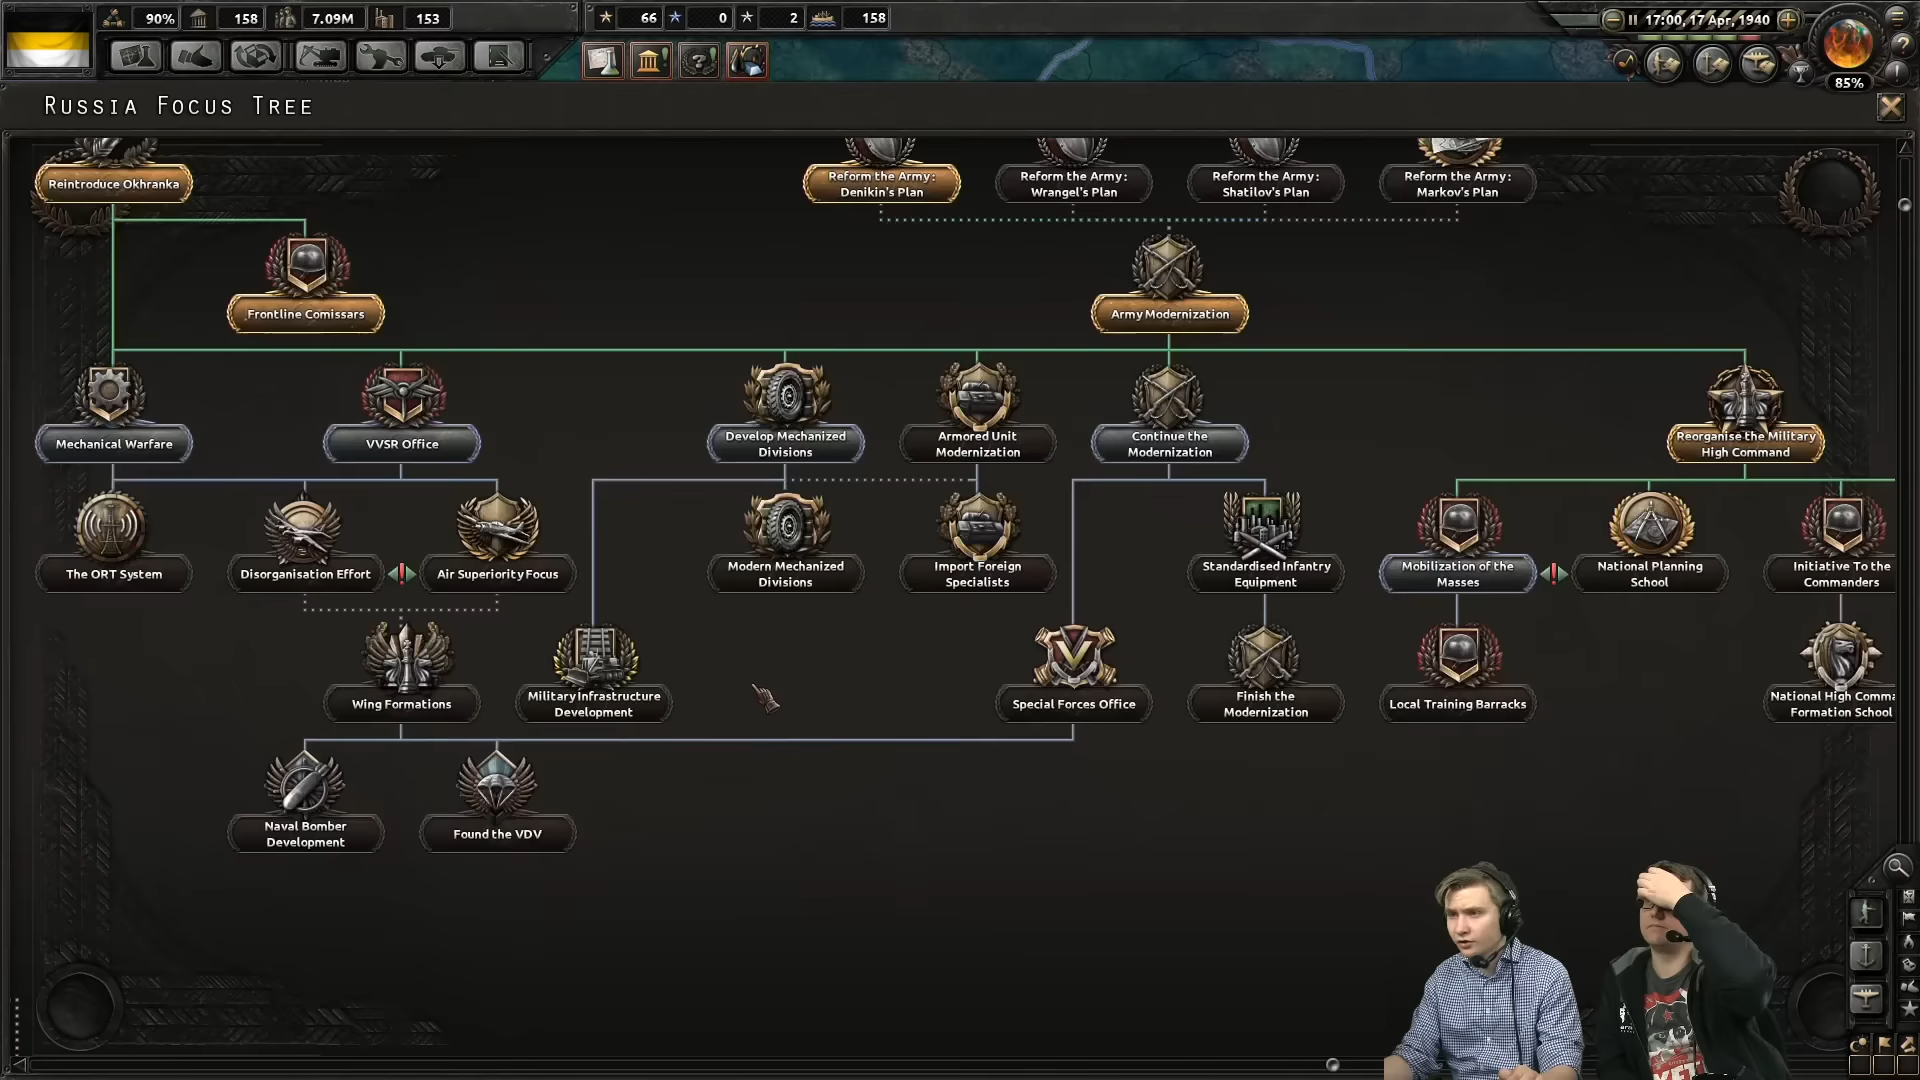 90%
158
7.09M
153
66
0
2
158
17:00, 17 Apr, 1940
85%
Russia Focus Tree
Reintroduce Okhranka
Reform the Army:
Denikin's Plan
Reform the Army:
Wrangel's Plan
Reform the Army:
Shatilov's Plan
Reform the Army:
Markov's Plan
Frontline Comissars
Army Modernization
Mechanical Warfare
VVSR Office
Develop Mechanized
Divisions
Armored Unit
Modernization
Continue the
Modernization
Reorganise the Military
High Command
The ORT System
Disorganisation Effort
Air Superiority Focus
Modern Mechanized
Divisions
Import Foreign
Specialists
Standardised Infantry
Equipment
Mobilization of the
Masses
National Planning
School
Initiative To the
Commanders
Wing Formations
Military Infrastructure
Development
Special Forces Office
Finish the
Modernization
Local Training Barracks
National High Comma
Formation School
Naval Bomber
Development
Found the VDV